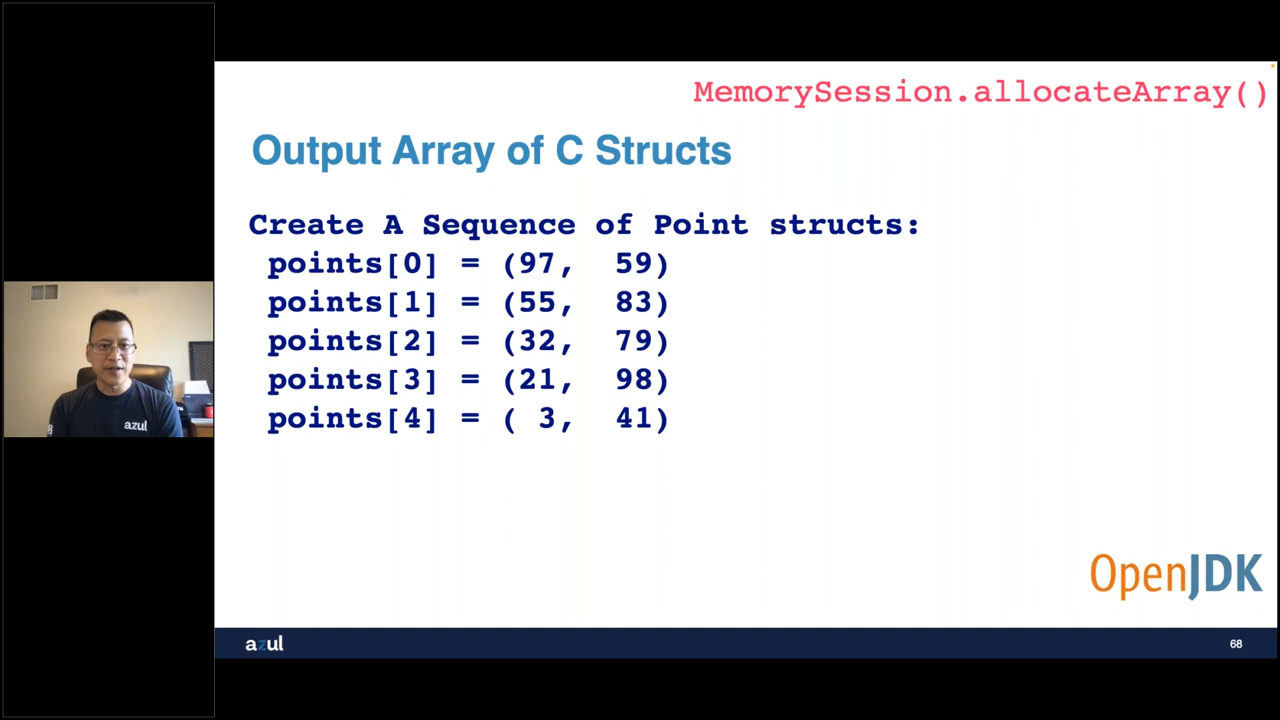 MemorySession.allocateArray()
Output Array of C Structs
Create A Sequence of Point structs:
points[0] = (97,  59)
points[1] = (55,  83)
points[2] = (32,  79)
points[3] = (21,  98)
points[4] = ( 3,  41)
azul
OpenJDK
azul
68